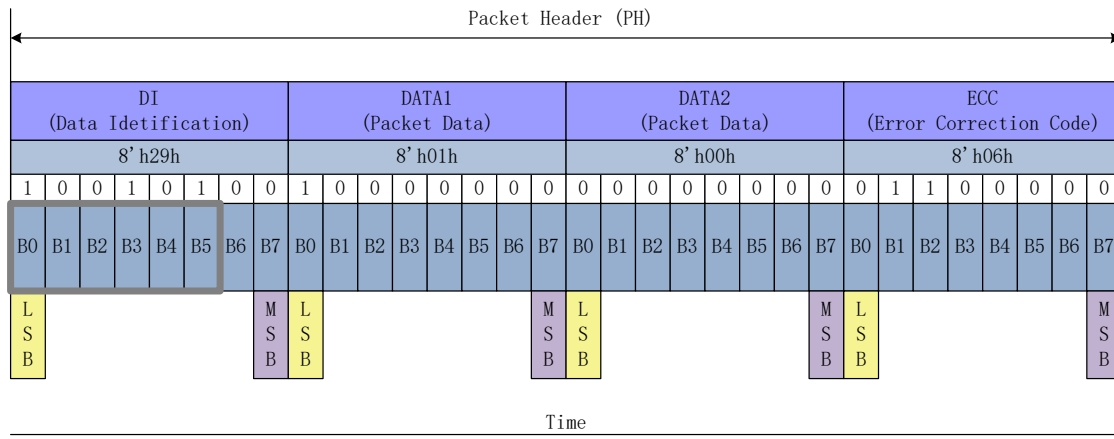 Packet Header (PH)
DI DATA1 DATA2 ECC
(Data Idetification) (Packet Data) (Packet Data) (Error Correction Code)
8'h29h 8'h01h 8'h00h 8'h06h
1 0 0 1 0 1 0 0 1 0 0 0 0 0 0 0 0 0 0 0 0 0 0 0 0 1 1 0 0 0 0 0
B0 B1 B2 B3 B4 B5 B6 B7 B0 B1 B2 B3 B4 B5 B6 B7 B0 B1 B2 B3 B4 B5 B6 B7 B0 B1 B2 B3 B4 B5 B6 B7
L M L M L M L M
S S S S S S S S
B B B B B B B B
Time